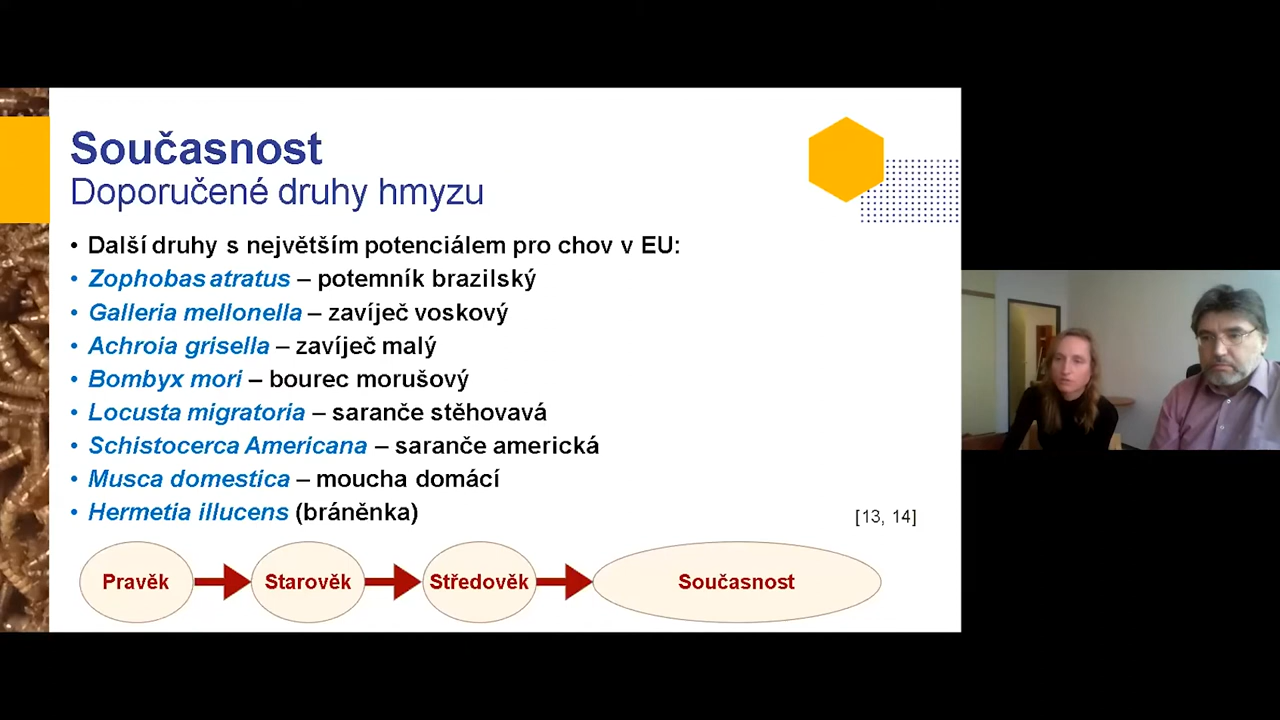 Současnost
Doporučené druhy hmyzu
• Další druhy s největším potenciálem pro chov v EU:
• Zophobas atratus – potemník brazilský
• Galleria mellonella – zavíječ voskový
• Achroia grisella – zavíječ malý
• Bombyx mori – bourec morušový
• Locusta migratoria – saranče stěhovavá
• Schistocerca Americana – saranče americká
• Musca domestica – moucha domácí
• Hermetia illucens (bráněnka)
[13, 14]
Pravěk Starověk Středověk Současnost